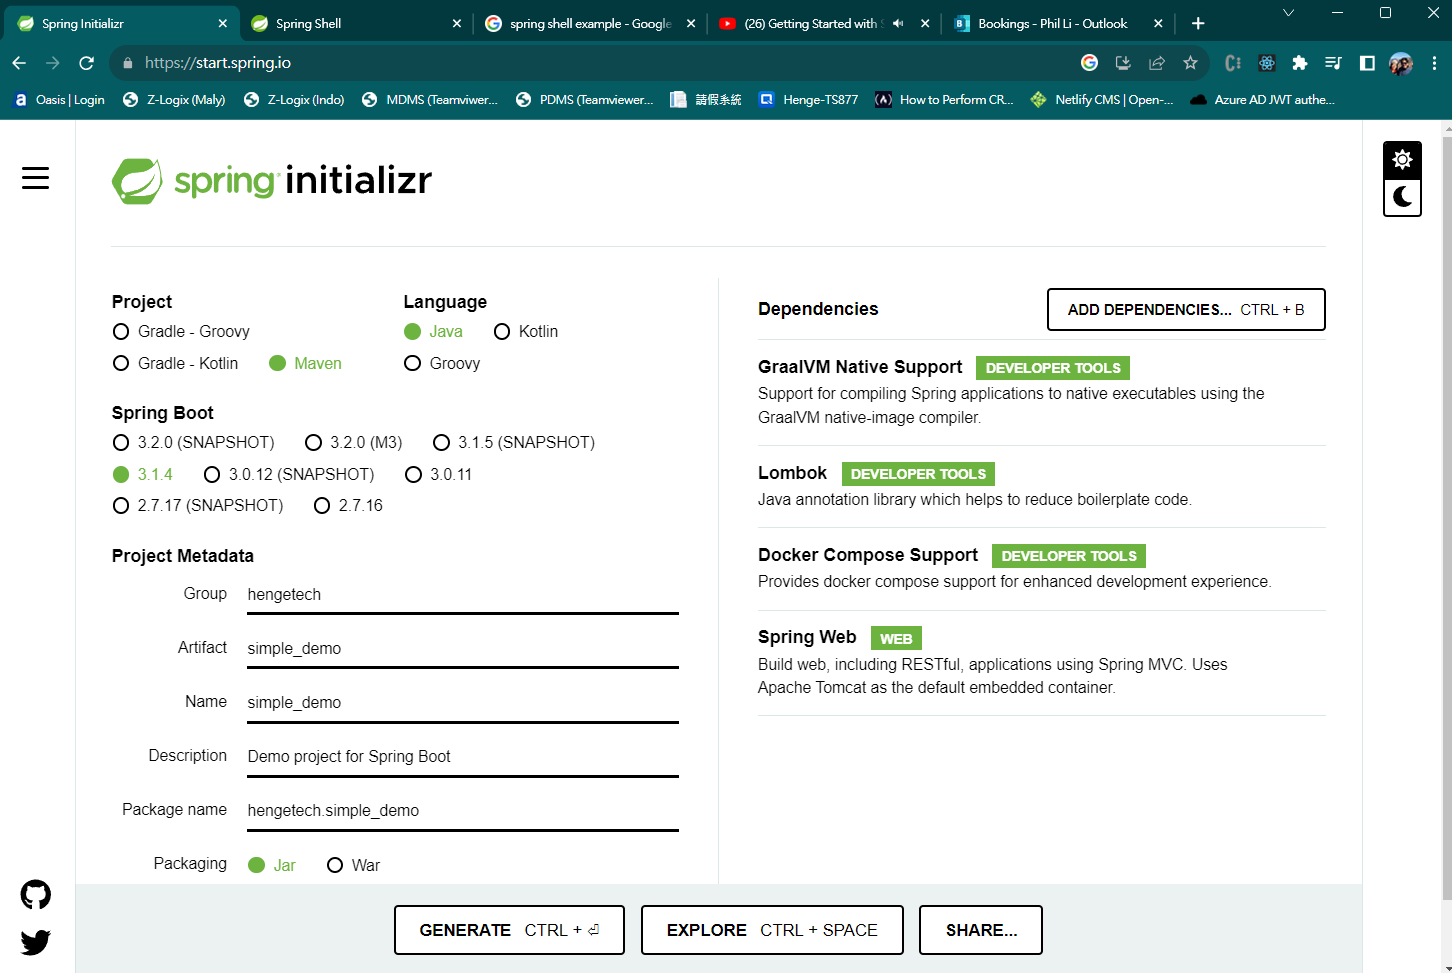 Spring Initializr
Spring Shell
spring shell example - Google
(26) Getting Started with
Bookings - Phil Li - Outlook
https://start.spring.io
Oasis | Login
Z-Logix (Maly)
Z-Logix (Indo)
MDMS (Teamviwer...
PDMS (Teamviewer...
請假系統
Henge-TS877
How to Perform CR...
Netlify CMS | Open-...
Azure AD JWT authe...
spring initializr
Project
Gradle - Groovy
Gradle - Kotlin Maven
Language
Java Kotlin
Groovy
Spring Boot
3.2.0 (SNAPSHOT) 3.2.0 (M3) 3.1.5 (SNAPSHOT)
3.1.4 3.0.12 (SNAPSHOT) 3.0.11
2.7.17 (SNAPSHOT) 2.7.16
Project Metadata
Group hengetech
Artifact simple_demo
Name simple_demo
Description Demo project for Spring Boot
Package name hengetech.simple_demo
Packaging Jar War
Dependencies
ADD DEPENDENCIES... CTRL + B
GraalVM Native Support DEVELOPER TOOLS
Support for compiling Spring applications to native executables using the
GraalVM native-image compiler.
Lombok DEVELOPER TOOLS
Java annotation library which helps to reduce boilerplate code.
Docker Compose Support DEVELOPER TOOLS
Provides docker compose support for enhanced development experience.
Spring Web WEB
Build web, including RESTful, applications using Spring MVC. Uses
Apache Tomcat as the default embedded container.
GENERATE CTRL + ⏎
EXPLORE CTRL + SPACE
SHARE...